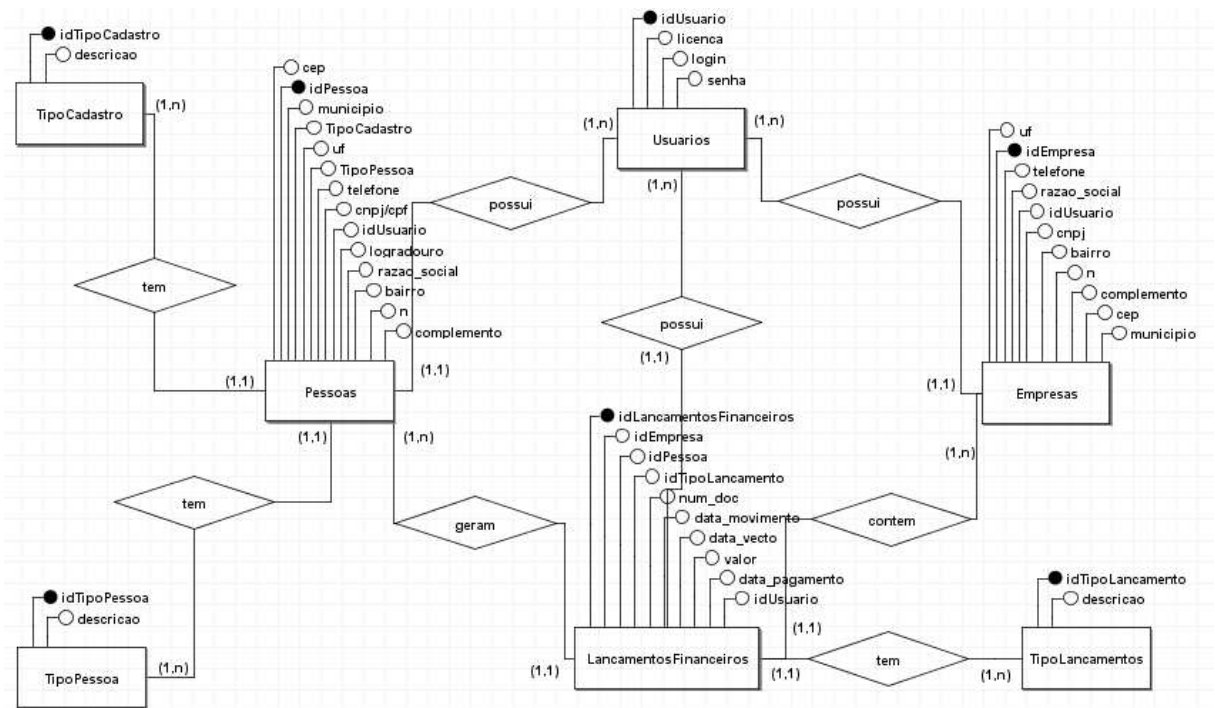 idTipoCadastro
descricao
TipoCadastro
(1,n)
cep
idPessoa
municipio
TipoCadastro
uf
TipoPessoa
telefone
cnpj/cpf
idUsuario
logradouro
razao_social
bairro
n
complemento
Pessoas
idUsuario
licenca
login
senha
Usuarios
(1,n)
(1,n)
(1,n)
uf
idEmpresa
telefone
razao_social
idUsuario
cnpj
bairro
n
complemento
cep
municipio
Empresas
possui
possui
possui
tem
(1,1)
(1,1)
(1,1)
(1,1)
(1,1)
(1,n)
(1,n)
tem
geram
contem
idLancamentosFinanceiros
idEmpresa
idPessoa
idTipoLancamento
num_doc
data_movimento
data_vecto
valor
data_pagamento
idUsuario
LancamentosFinanceiros
(1,1)
(1,1)
(1,1)
tem
(1,n)
idTipoLancamento
descricao
TipoLancamentos
idTipoPessoa
descricao
TipoPessoa
(1,n)